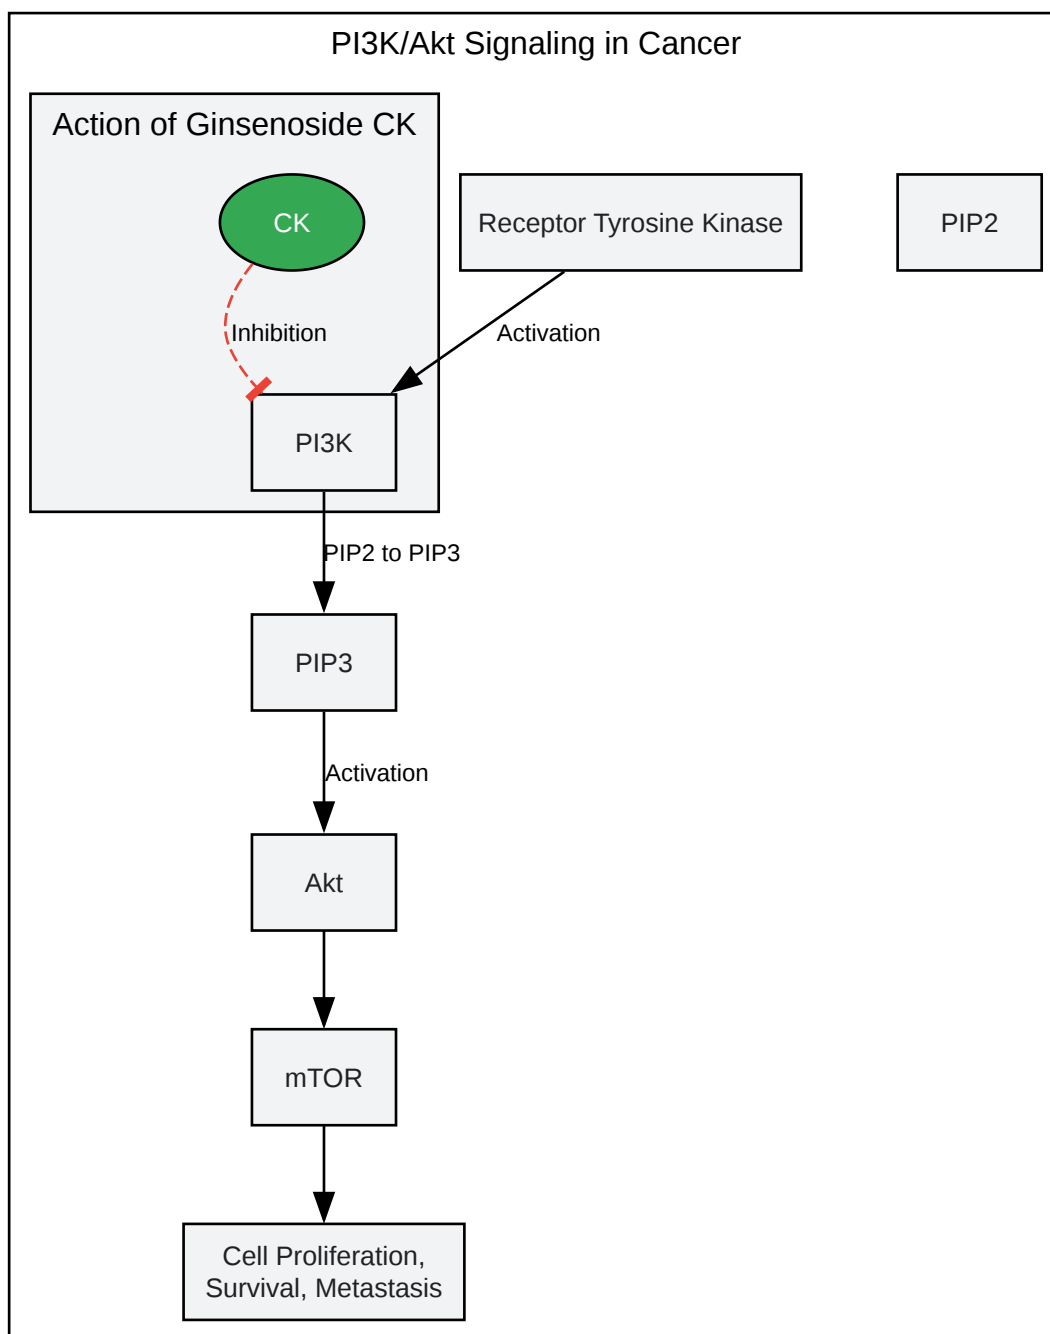 PI3K/Akt Signaling in Cancer
Action of Ginsenoside CK
CK
Receptor Tyrosine Kinase
PIP2
Inhibition
Activation
PI3K
PIP2 to PIP3
PIP3
Activation
Akt
mTOR
Cell Proliferation,
Survival, Metastasis